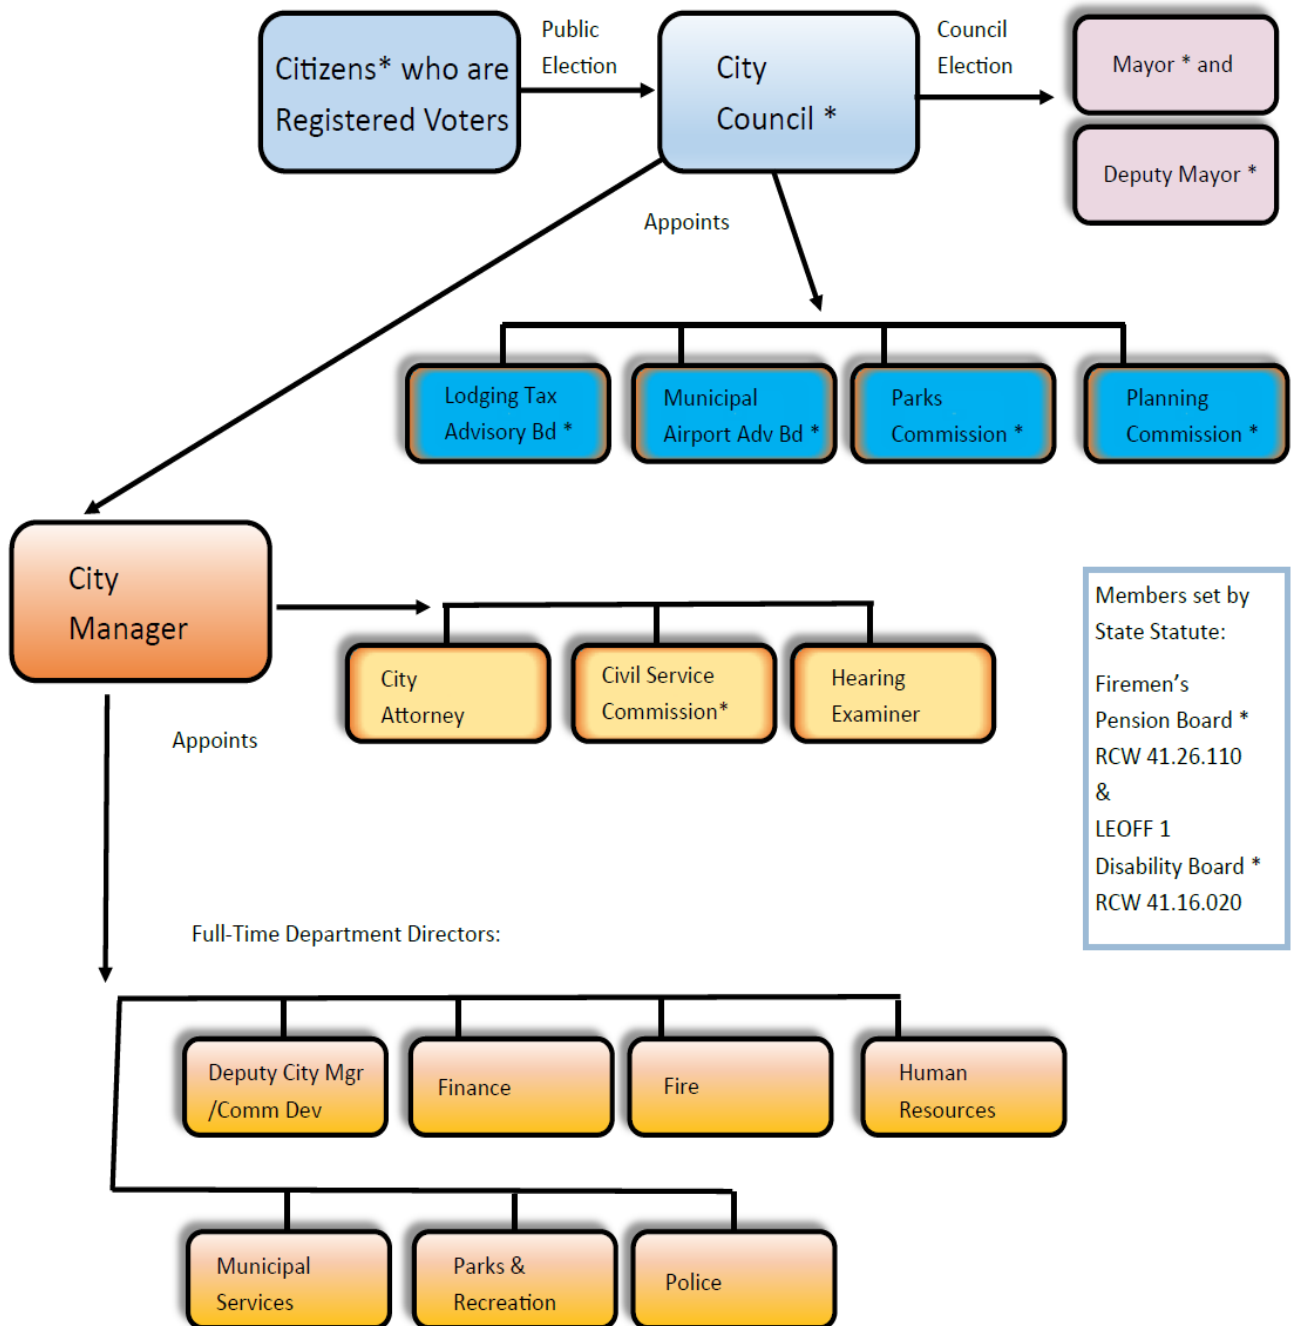 Citizens* who are
Registered Voters
Public
Election
City
Council *
Council
Election
Mayor * and
Deputy Mayor *
Appoints
Lodging Tax
Advisory Bd *
Municipal
Airport Adv Bd *
Parks
Commission *
Planning
Commission *
City
Manager
City
Attorney
Civil Service
Commission*
Hearing
Examiner
Members set by
State Statute:
Firemen's
Pension Board *
RCW 41.26.110
&
LEOFF 1
Disability Board *
RCW 41.16.020
Appoints
Full-Time Department Directors:
Deputy City Mgr
/Comm Dev
Finance
Fire
Human
Resources
Municipal
Services
Parks &
Recreation
Police